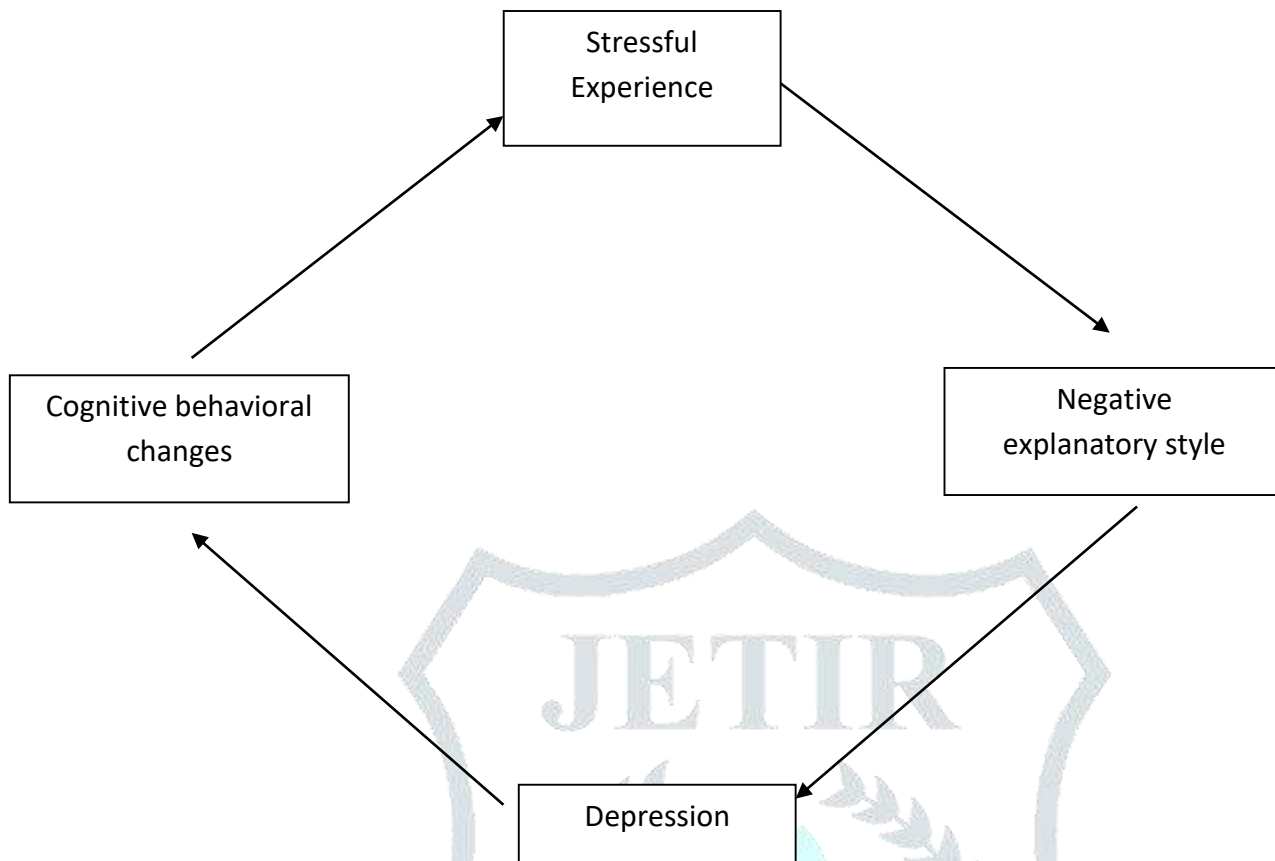 Stressful
Experience
Cognitive behavioral
changes
Negative
explanatory style
JETIR
Depression